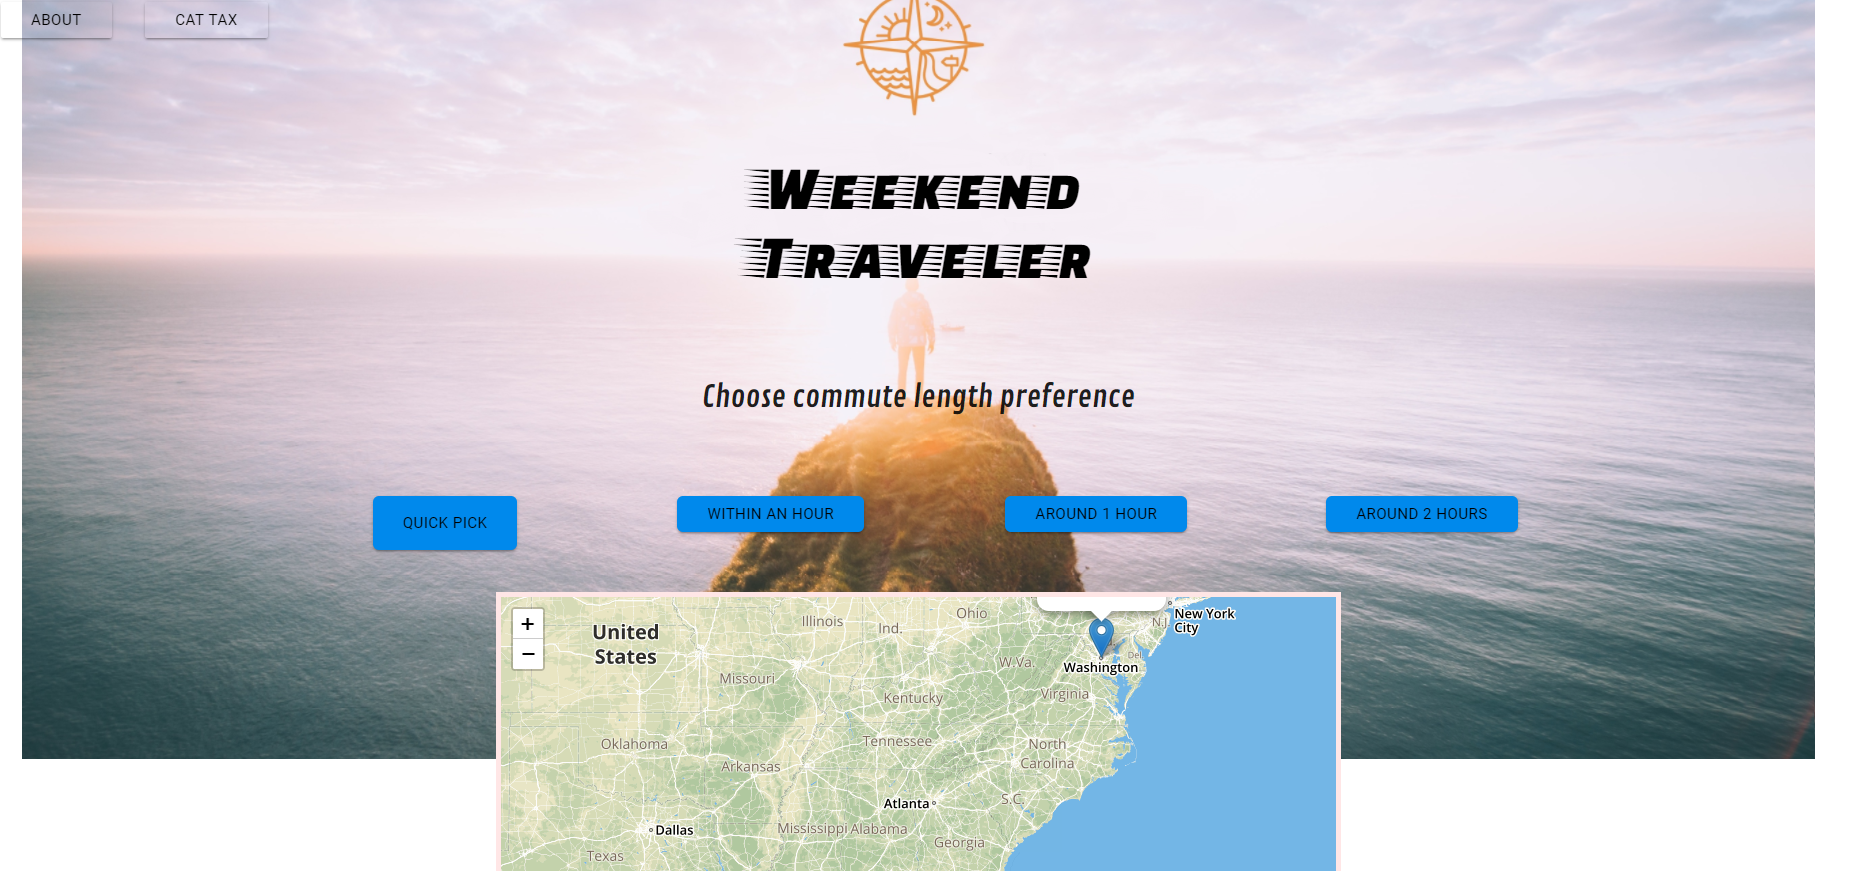 ABOUT
CAT TAX
WEEKEND
TRAVELER
Choose commute length preference
QUICK PICK
WITHIN AN HOUR
AROUND 1 HOUR
AROUND 2 HOURS
+
−
United
States
Illinois
Ind.
Ohio
N.J.
New York
City
W.Va.
Del.
Washington
Missouri
Kentucky
Virginia
Oklahoma
Tennessee
North
Carolina
Arkansas
Atlanta
S.C.
Dallas
Mississippi
Alabama
Georgia
Texas